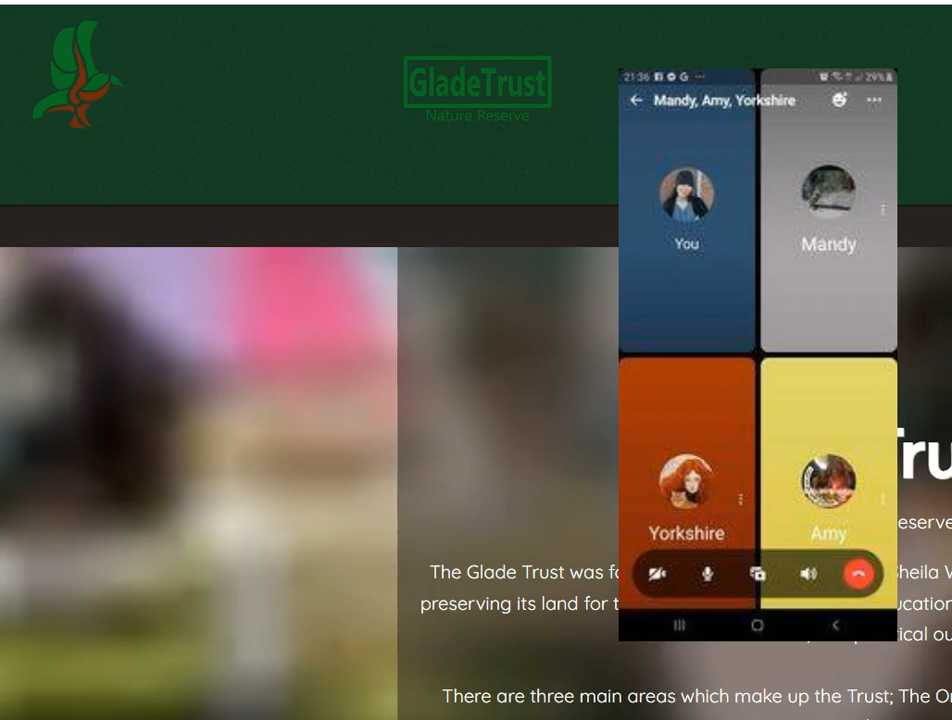 GladeTrust
Nature Reserve
21:36
29%
Mandy, Amy, Yorkshire
You
Mandy
Yorkshire
Amy
Tru
eserve
The Glade Trust was fo
Sheila W
preserving its land for t
ucation
ical ou
There are three main areas which make up the Trust; The Or